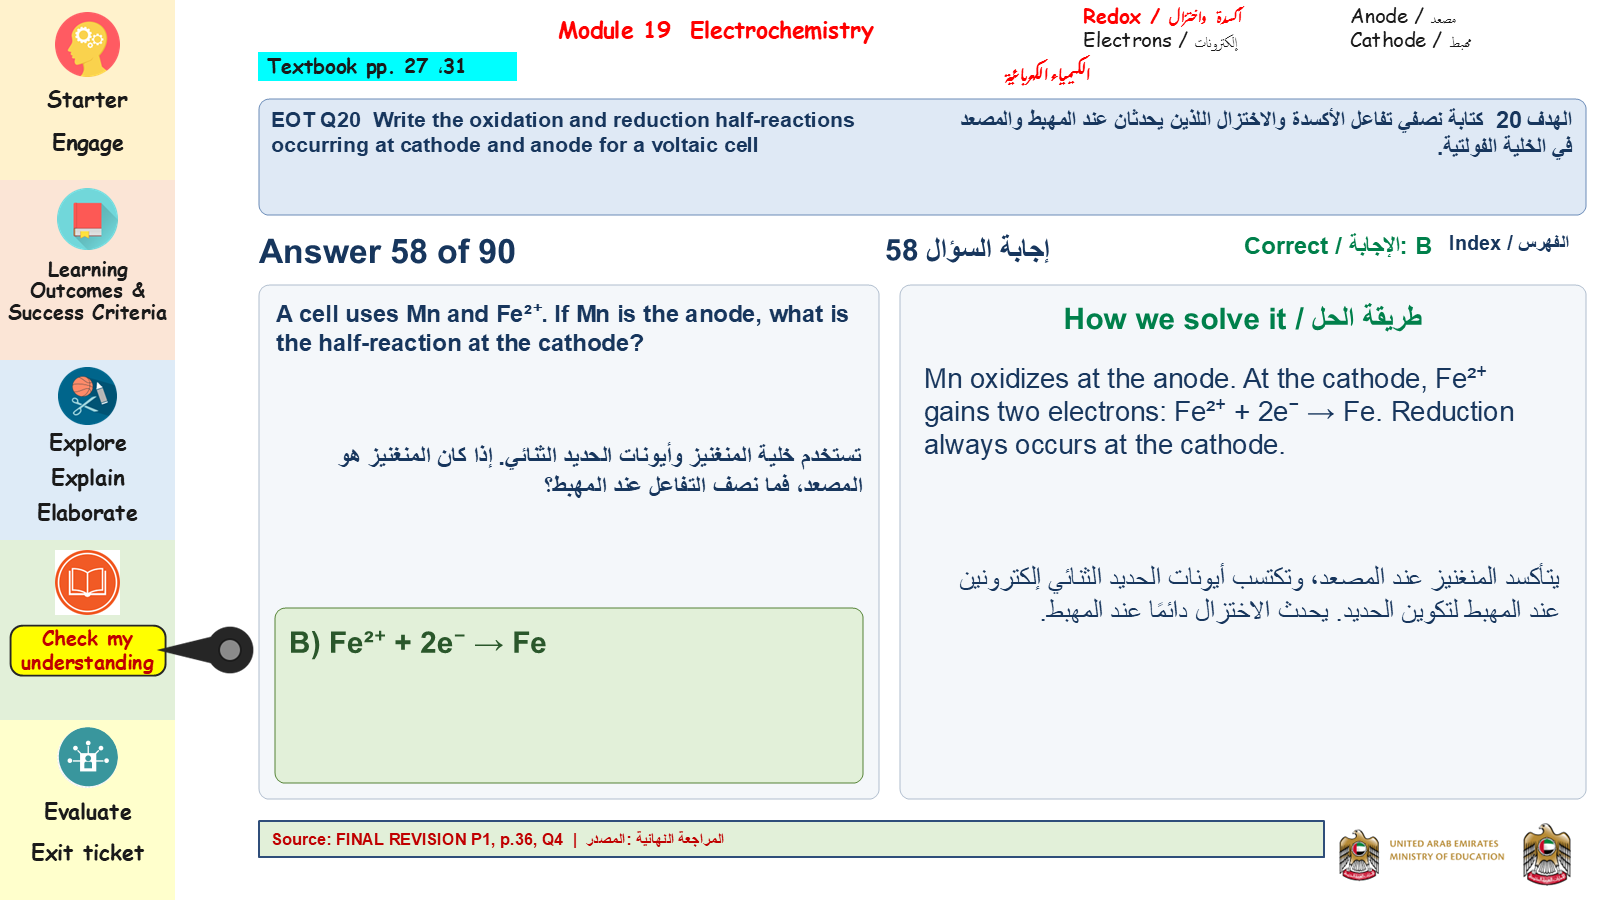 Starter
Engage
Learning
Outcomes &
Success Criteria
Explore
Explain
Elaborate
Check my
understanding
Evaluate
Exit ticket
Module 19 Electrochemistry
Redox / أكسدة واختزال
Electrons / إلكترونات
Anode / مصعد
Cathode / مهبط
Textbook pp. 27 ،31
الكيمياء الكهربائية
EOT Q20 Write the oxidation and reduction half-reactions
occurring at cathode and anode for a voltaic cell
الهدف 20 كتابة نصفي تفاعل الأكسدة والاختزال اللذين يحدثان عند المهبط والمصعد
في الخلية الفولتية.
Answer 58 of 90
إجابة السؤال 58
Correct / الإجابة: B
Index / الفهرس
A cell uses Mn and Fe²⁺. If Mn is the anode, what is
the half-reaction at the cathode?
تستخدم خلية المنغنيز وأيونات الحديد الثنائي. إذا كان المنغنيز هو
المصعد، فما نصف التفاعل عند المهبط؟
B) Fe²⁺ + 2e⁻ → Fe
How we solve it / طريقة الحل
Mn oxidizes at the anode. At the cathode, Fe²⁺
gains two electrons: Fe²⁺ + 2e⁻ → Fe. Reduction
always occurs at the cathode.
يتأكسد المنغنيز عند المصعد، وتكتسب أيونات الحديد الثنائي إلكترونين
عند المهبط لتكوين الحديد. يحدث الاختزال دائمًا عند المهبط.
Source: FINAL REVISION P1, p.36, Q4 | المصدر: المراجعة النهائية
UNITED ARAB EMIRATES
MINISTRY OF EDUCATION